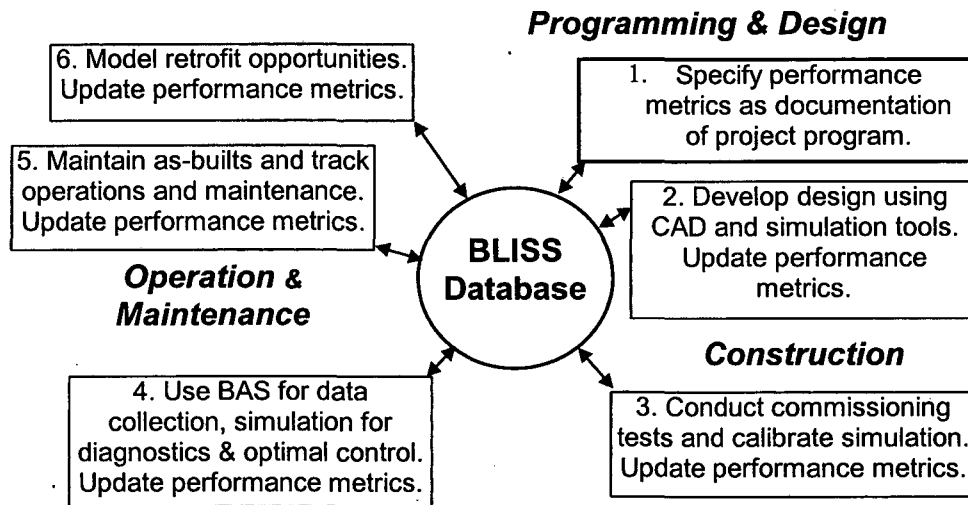 Programming & Design
1. Specify performance
metrics as documentation
of project program.
2. Develop design using
CAD and simulation tools.
Update performance
metrics.
Construction
3. Conduct commissioning
tests and calibrate simulation.
Update performance metrics.
4. Use BAS for data
collection, simulation for
diagnostics & optimal control.
Update performance metrics.
Operation &
Maintenance
5. Maintain as-builts and track
operations and maintenance.
Update performance metrics.
6. Model retrofit opportunities.
Update performance metrics.
BLISS
Database